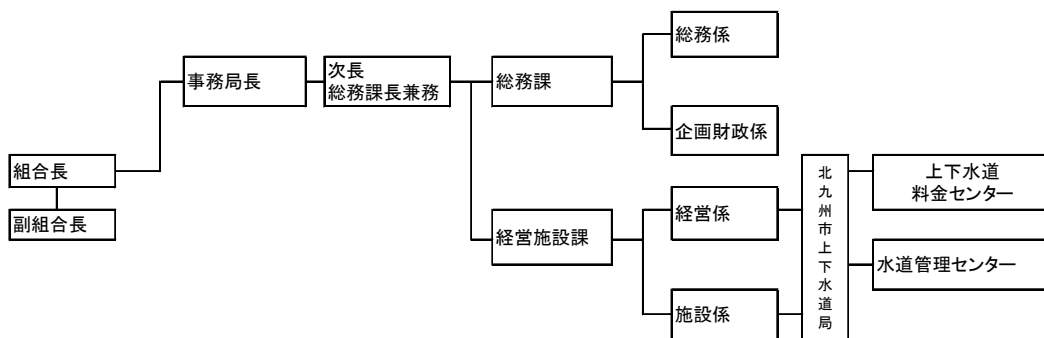 組合長
副組合長
事務局長
次長
総務課長兼務
総務課
総務係
企画財政係
経営施設課
経営係
施設係
北九州市上下水道局
上下水道
料金センター
水道管理センター